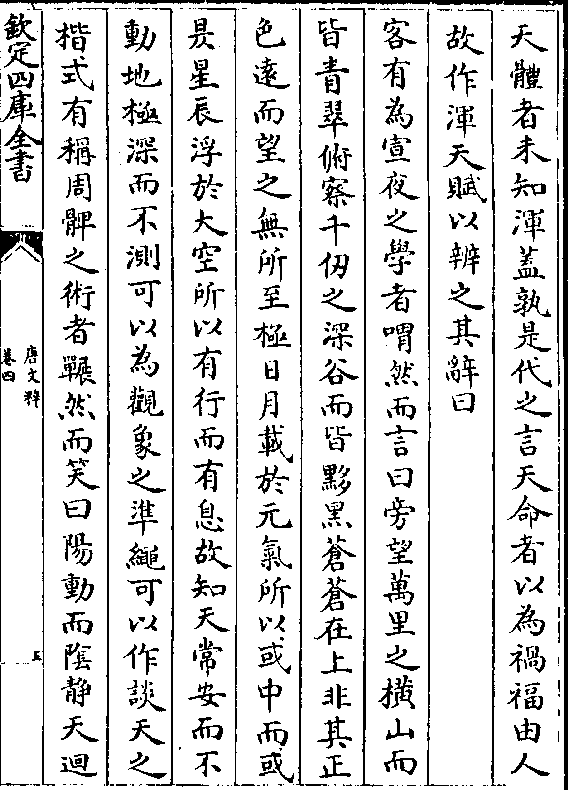 天體者未知渾蓋孰是代之言天命者以為禍福由人
故作渾天賦以辨之其辭曰
客有為宣夜之學者喟然而言曰旁望萬里之橫山而
皆青翠俯察千仞之深谷而皆黝黑蒼蒼在上非其正
色遠而望之無所至極日月載於元氣所以或中而或
昃星辰浮於太空所以有行而有息故知天常安而不
動地極深而不測可以為觀象之準繩可以作談天之
楷式有稱周髀之術者冁然而笑曰陽動而陰静天迴
欽定四庫全書
唐文粹
卷四
五